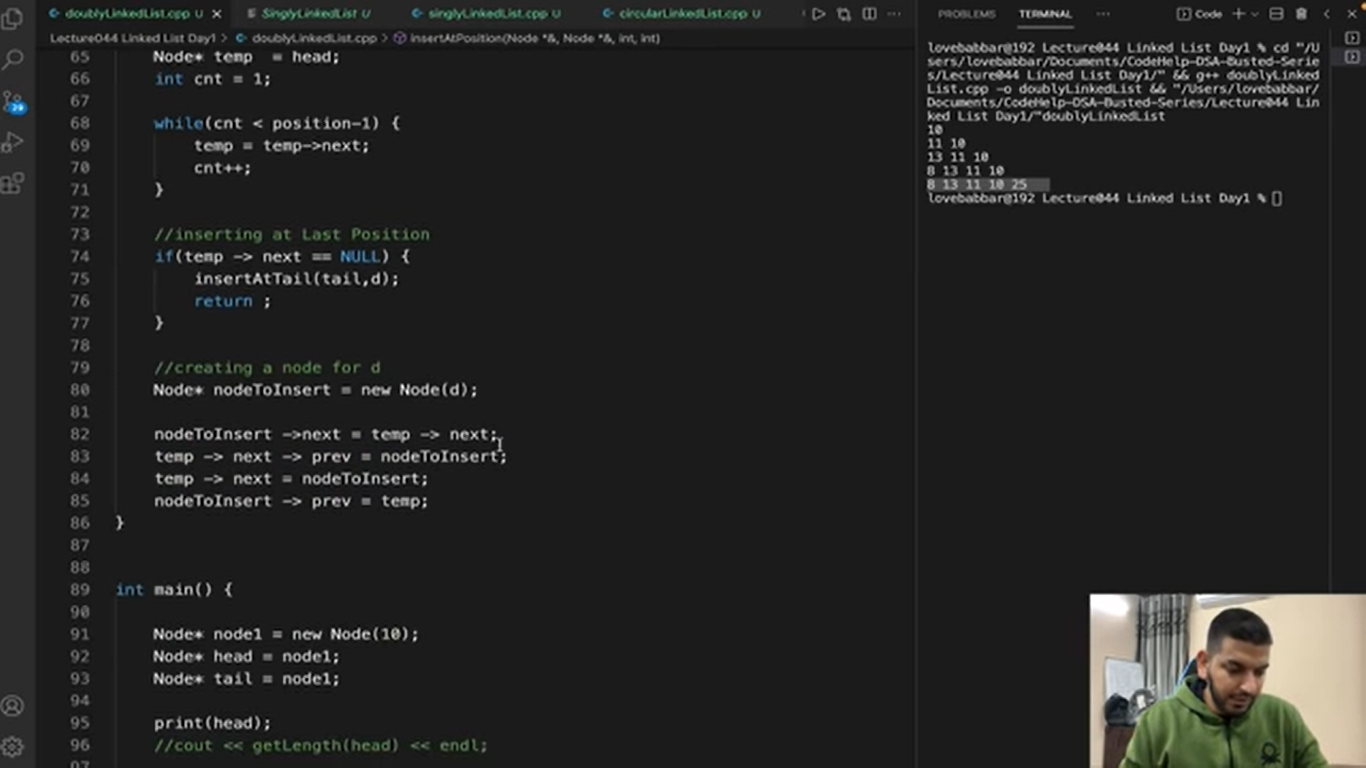 doublyLinkedList.cpp U
SinglyLinkedList U
singlyLinkedList.cpp U
circularLinkedList.cpp U
Lecture044 Linked List Day1 > doublyLinkedList.cpp > insertAtPosition(Node *&, Node *&, int, int)
65 Node* temp = head;
66 int cnt = 1;
67
68 while(cnt < position-1) {
69 temp = temp->next;
70 cnt++;
71 }
72
73 //inserting at Last Position
74 if(temp -> next == NULL) {
75 insertAtTail(tail,d);
76 return ;
77 }
78
79 //creating a node for d
80 Node* nodeToInsert = new Node(d);
81
82 nodeToInsert ->next = temp -> next;
83 temp -> next -> prev = nodeToInsert;
84 temp -> next = nodeToInsert;
85 nodeToInsert -> prev = temp;
86 }
87
88
89 int main() {
90
91 Node* node1 = new Node(10);
92 Node* head = node1;
93 Node* tail = node1;
94
95 print(head);
96 //cout << getLength(head) << endl;
97
PROBLEMS TERMINAL ... Code
lovebabbar@192 Lecture044 Linked List Day1 % cd "/U
sers/lovebabbar/Documents/CodeHelp-DSA-Busted-Serie
s/Lecture044 Linked List Day1/" && g++ doublyLinked
List.cpp -o doublyLinkedList && "/Users/lovebabbar/
Documents/CodeHelp-DSA-Busted-Series/Lecture044 Lin
ked List Day1/"doublyLinkedList
10
11 10
13 11 10
8 13 11 10
8 13 11 10 25
lovebabbar@192 Lecture044 Linked List Day1 %